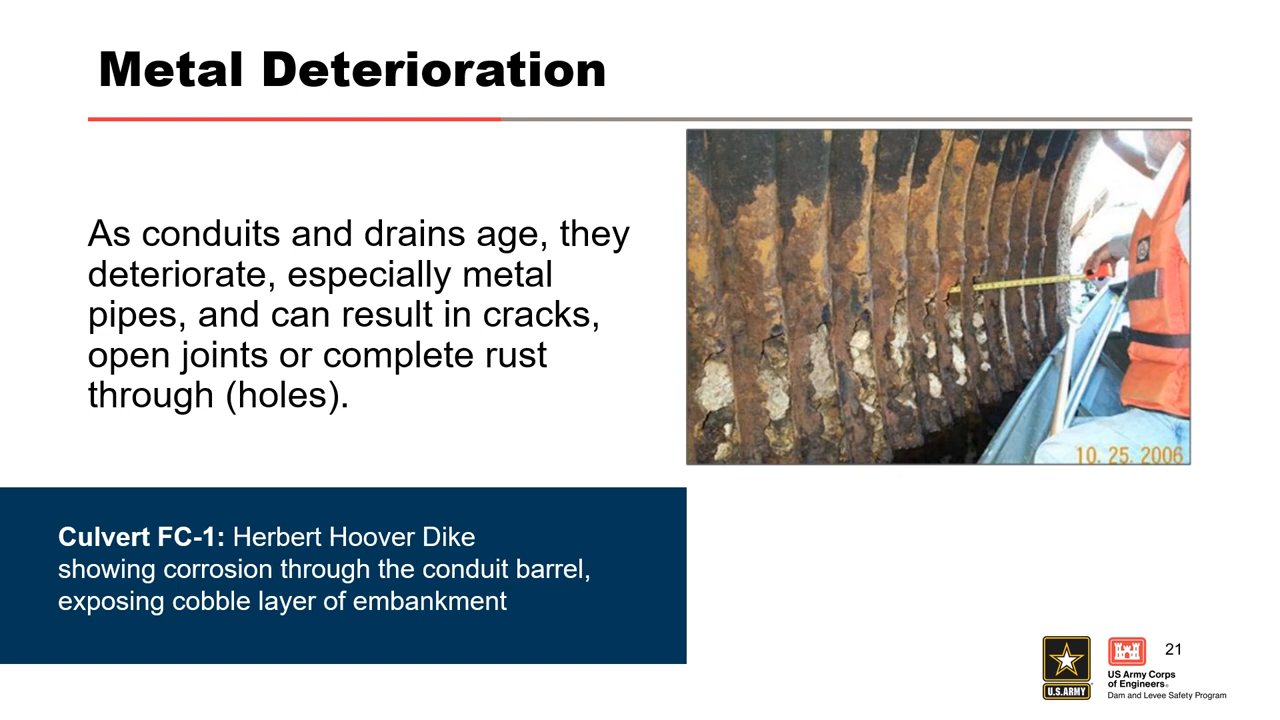 Metal Deterioration
As conduits and drains age, they
deteriorate, especially metal
pipes, and can result in cracks,
open joints or complete rust
through (holes).
10. 25. 2006
Culvert FC-1: Herbert Hoover Dike
showing corrosion through the conduit barrel,
exposing cobble layer of embankment
21
U.S.ARMY
US Army Corps
of Engineers®
Dam and Levee Safety Program